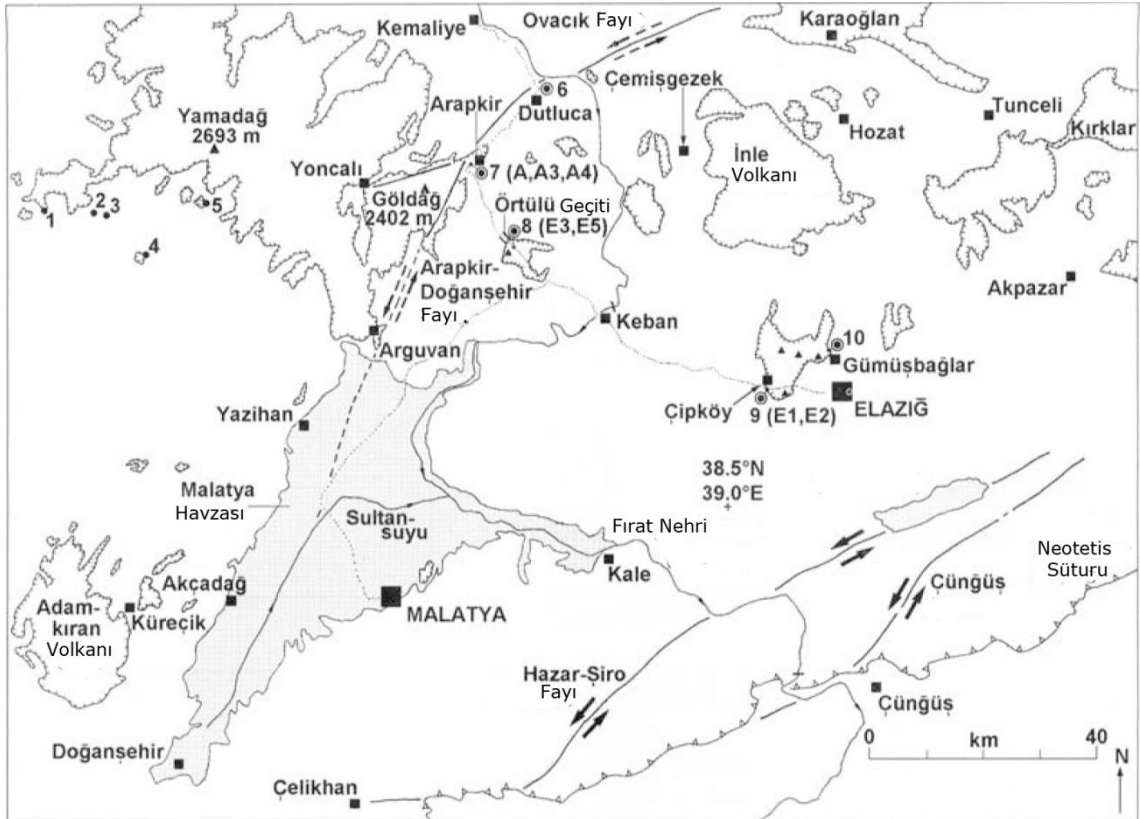 Kemaliye
Ovacık Fayı
Karaoğlan
Yamadağ
2693 m
Arapkir
6
Dutluca
Çemişgezek
Tunceli
Hozat
Kırklar
Yoncalı
7 (A,A3,A4)
İnle
Volkanı
1
2
3
5
4
Göldağ
2402 m
Örtülü Geçiti
8 (E3,E5)
Arapkir-
Doğanşehir
Fayı
Akpazar
Keban
Arguvan
10
Gümüşbağlar
Çipköy
ELAZIĞ
9 (E1,E2)
Yazihan
38.5°N
39.0°E
Malatya
Havzası
Sultan-
suyu
Fırat Nehri
Neotetis
Süturu
Kale
Çüngüş
Akcadağ
Adam-
kıran
Volkanı
Küreçik
MALATYA
Hazar-Siro
Fayı
Çüngüş
Doğanşehir
0 km 40
Çelikhan
N